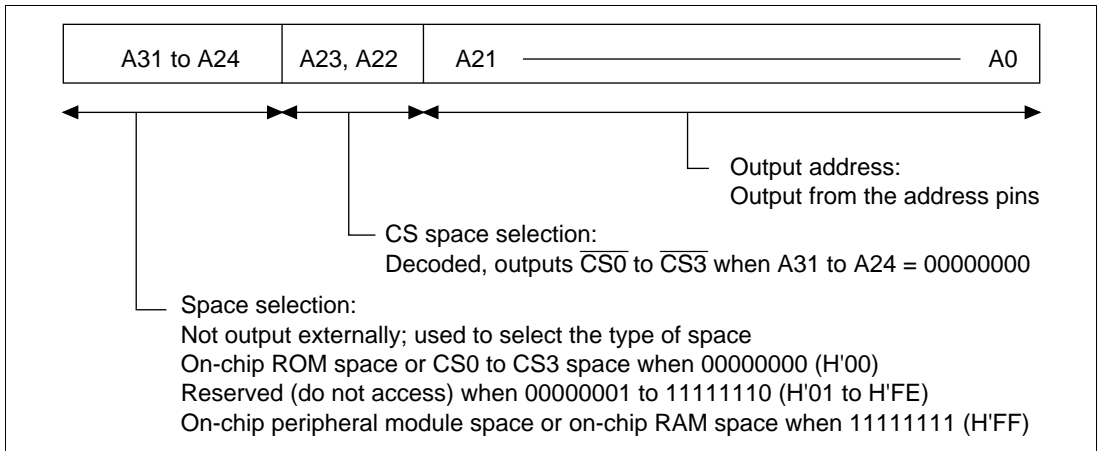 A31 to A24 A23, A22 A21 A0
Output address:
Output from the address pins
CS space selection:
Decoded, outputs C̅S̅0̅ to C̅S̅3̅ when A31 to A24 = 00000000
Space selection:
Not output externally; used to select the type of space
On-chip ROM space or CS0 to CS3 space when 00000000 (H'00)
Reserved (do not access) when 00000001 to 11111110 (H'01 to H'FE)
On-chip peripheral module space or on-chip RAM space when 11111111 (H'FF)